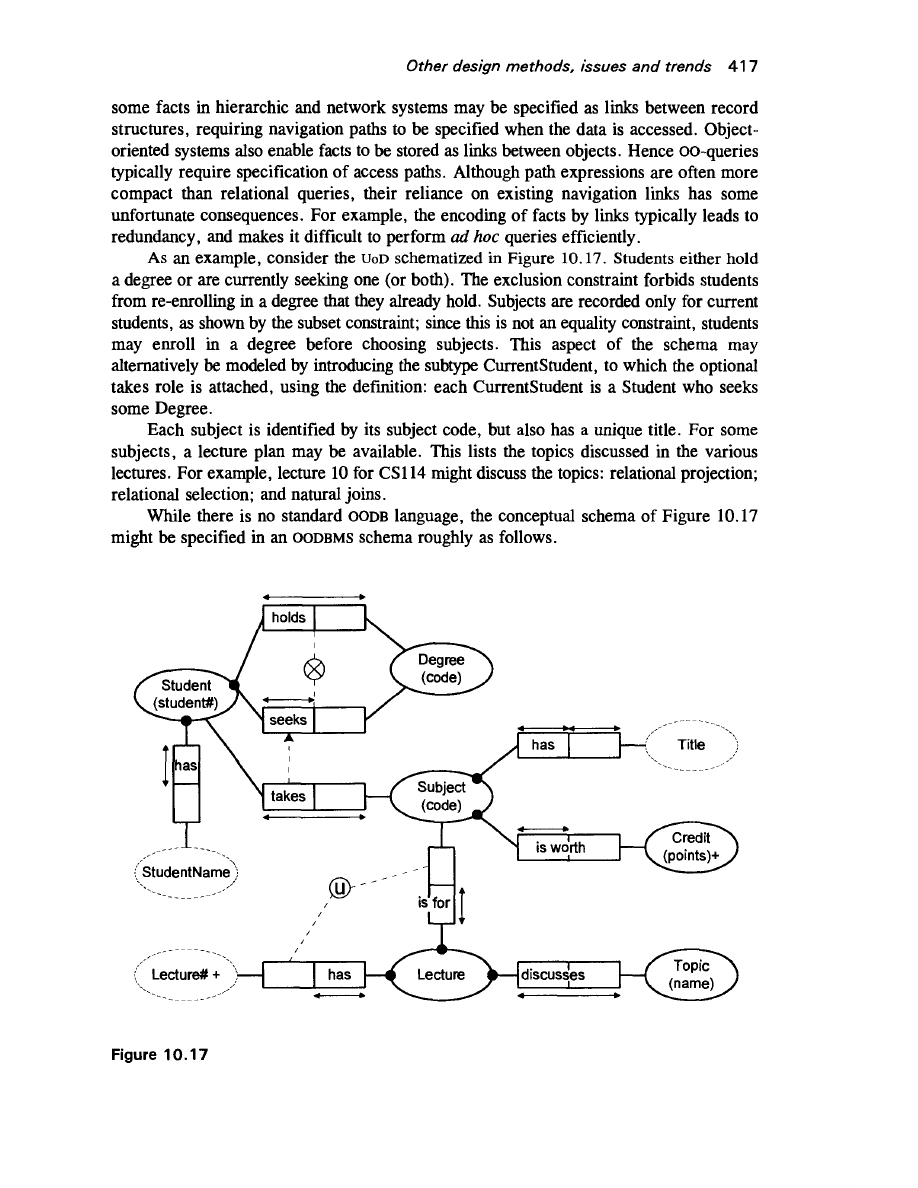 Other design methods, issues and trends 417
some facts in hierarchic and network systems may be specified as links between record
structures, requiring navigation paths to be specified when the data is accessed. Object-
oriented systems also enable facts to be stored as links between objects. Hence OO-queries
typically require specification of access paths. Although path expressions are often more
compact than relational queries, their reliance on existing navigation links has some
unfortunate consequences. For example, the encoding of facts by links typically leads to
redundancy, and makes it difficult to perform ad hoc queries efficiently.
As an example, consider the UoD schematized in Figure 10.17. Students either hold
a degree or are currently seeking one (or both). The exclusion constraint forbids students
from re-enrolling in a degree that they already hold. Subjects are recorded only for current
students, as shown by the subset constraint; since this is not an equality constraint, students
may enroll in a degree before choosing subjects. This aspect of the schema may
alternatively be modeled by introducing the subtype CurrentStudent, to which the optional
takes role is attached, using the definition: each CurrentStudent is a Student who seeks
some Degree.
Each subject is identified by its subject code, but also has a unique title. For some
subjects, a lecture plan may be available. This lists the topics discussed in the various
lectures. For example, lecture 10 for CS114 might discuss the topics: relational projection;
relational selection; and natural joins.
While there is no standard OODB language, the conceptual schema of Figure 10.17
might be specified in an OODBMS schema roughly as follows.
holds
Degree
(code)
Student
(student#)
seeks
has
Title
has
takes
Subject
(code)
is worth
Credit
(points)+
StudentName
u
is for
Lecture# +
has
Lecture
discusses
Topic
(name)
Figure 10.17